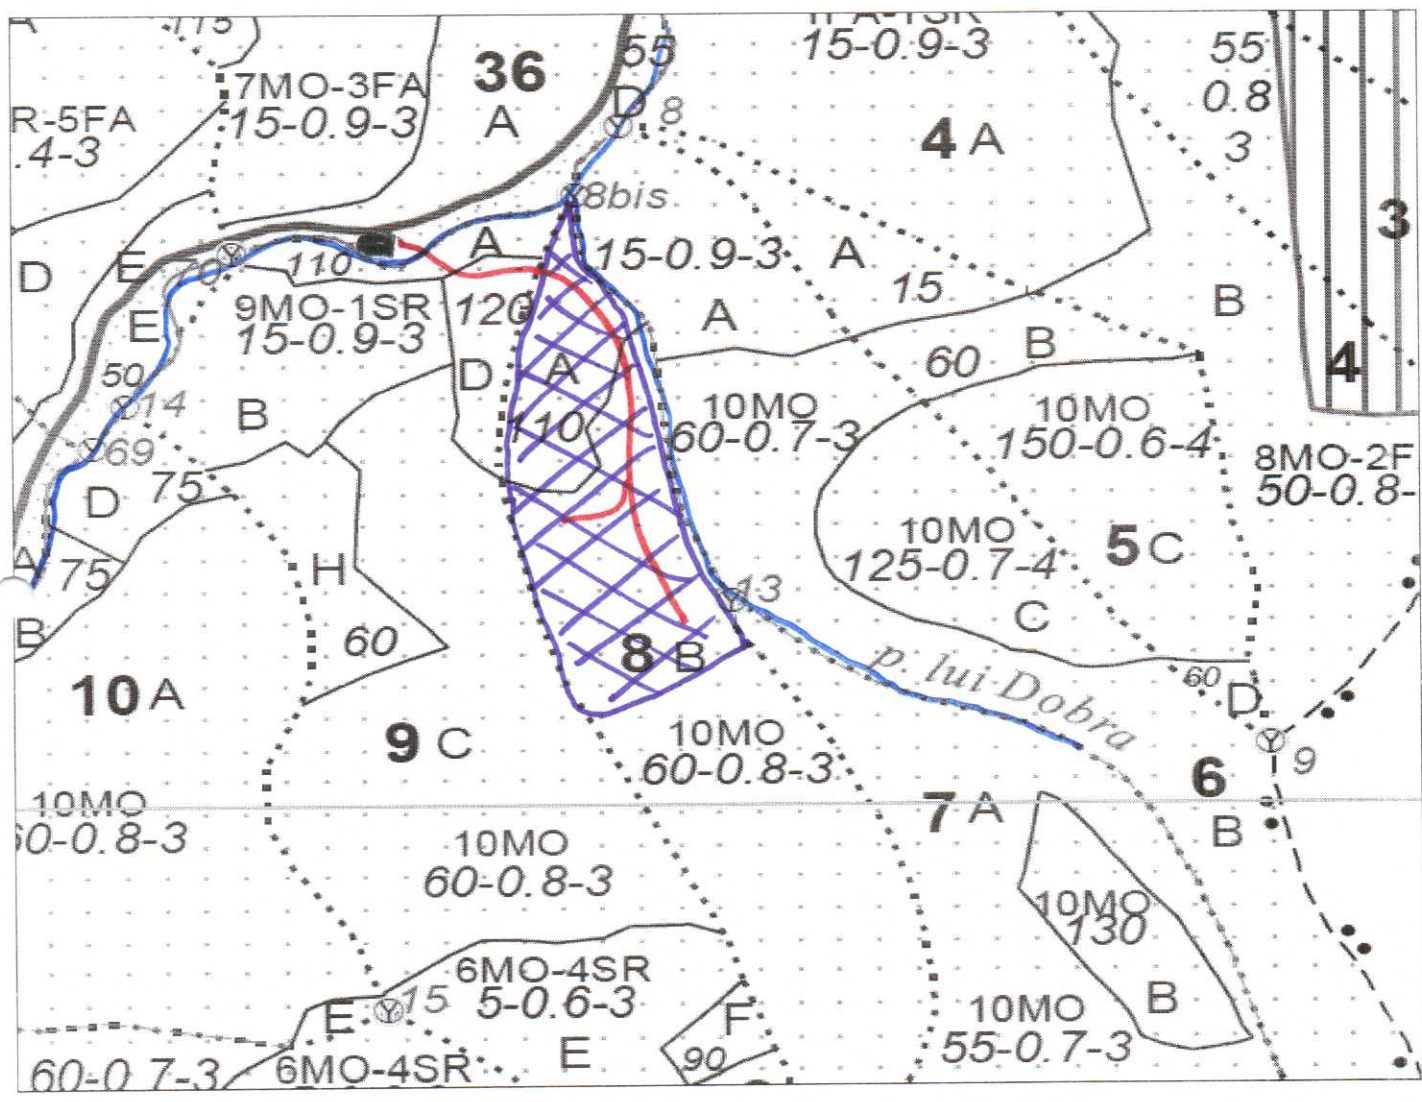 115
36
A
55
D
8
1FA-1SR
15-0.9-3
7MO-3FA
15-0.9-3
R-5FA
.4-3
4 A
55
0.8
3
3
4
8bis
A
15-0.9-3
A
15
A
B
D
E
E
110
9MO-1SR
15-0.9-3
120
D
A
110
B
60
B
50
14
69
75
D
10MO
60-0.7-3
10MO
150-0.6-4
8MO-2F
50-0.8-
A
75
H
10MO
125-0.7-4
5 C
C
13
B
60
8 B
p. lui Dobra
60
D
10 A
9 C
10MO
60-0.8-3
9
6
B
7 A
10MO
60-0.8-3
10MO
60-0.8-3
10MO
130
B
6MO-4SR
5-0.6-3
15
E
F
90
E
10MO
55-0.7-3
60-0.7-3
6MO-4SR